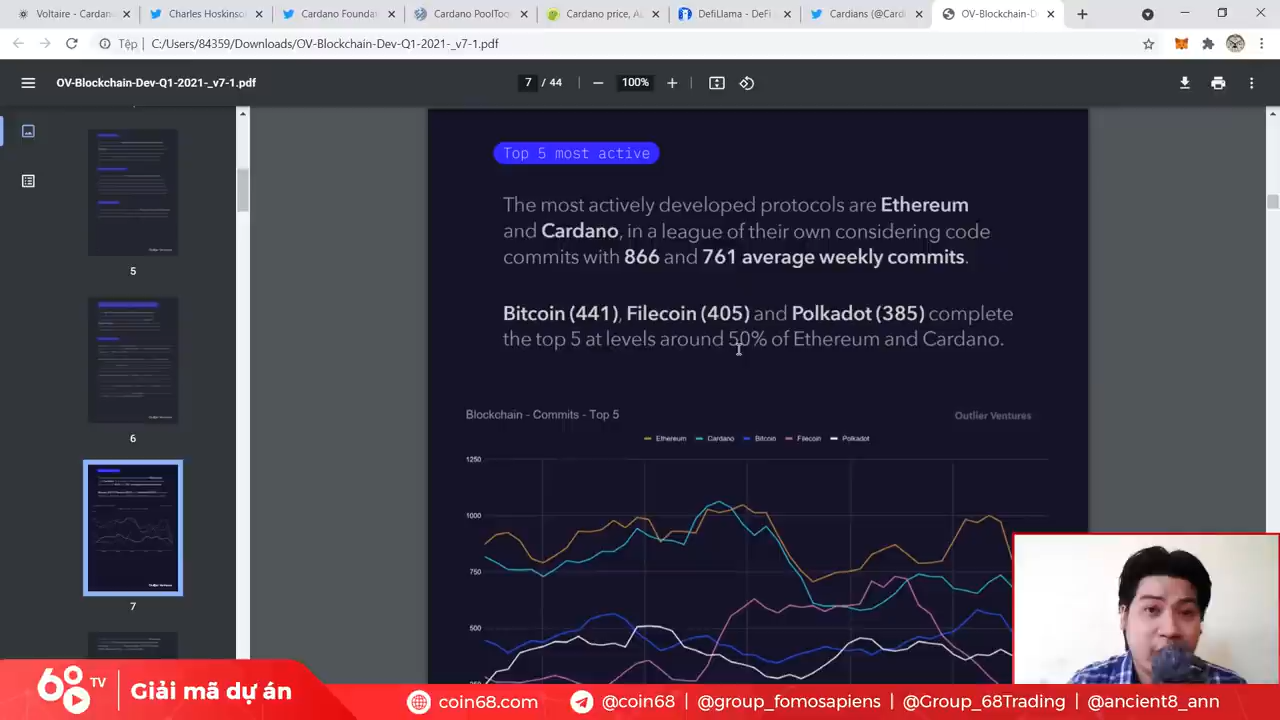 Voltaire - Cardan
Charles Hoskinso
Cardano Founda
Cardano PoolToo
Cardano price, A
DefiLlama - DeFi
Cardians (@Card
OV-Blockchain-D
Tệp | C:/Users/84359/Downloads/OV-Blockchain-Dev-Q1-2021-_v7-1.pdf
OV-Blockchain-Dev-Q1-2021-_v7-1.pdf
7 / 44
100%
5
6
7
Top 5 most active
The most actively developed protocols are Ethereum
and Cardano, in a league of their own considering code
commits with 866 and 761 average weekly commits.
Bitcoin (441), Filecoin (405) and Polkadot (385) complete
the top 5 at levels around 50% of Ethereum and Cardano.
Blockchain - Commits - Top 5
Outlier Ventures
Ethereum Cardano Bitcoin Filecoin Polkadot
1250
1000
750
500
68 TV
Giải mã dự án
coin68.com
@coin68 | @group_fomosapiens | @Group_68Trading | @ancient8_ann